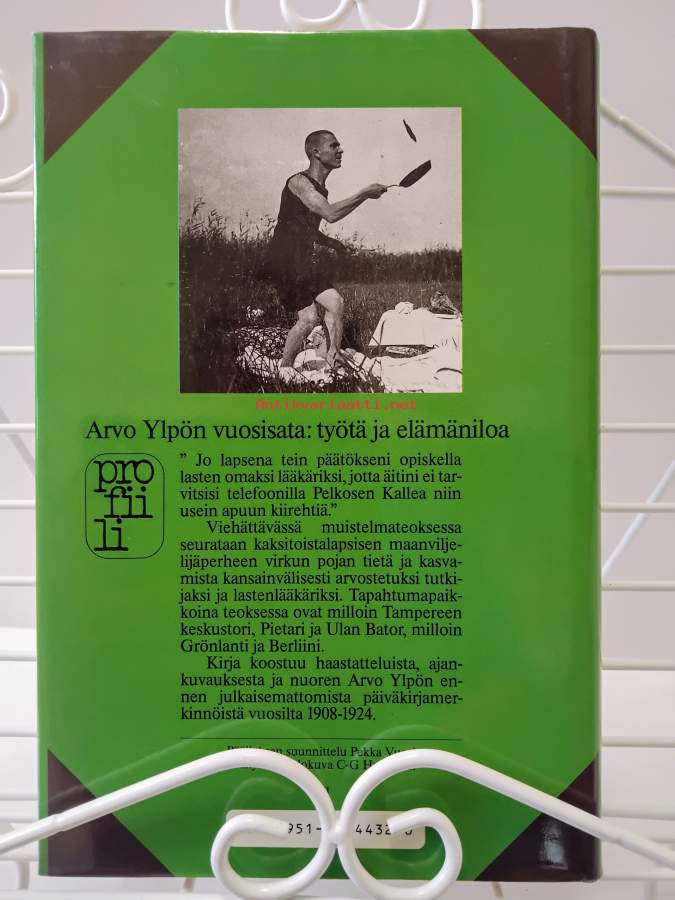 Antikvariaatti.net
Arvo Ylpön vuosisata: työtä ja elämäniloa
pro
fii
li
” Jo lapsena tein päätökseni opiskella
lasten omaksi lääkäriksi, jotta äitini ei tar-
vitsisi telefoonilla Pelkosen Kallea niin
usein apuun kiirehtiä.”
Viehättävässä muistelmateoksessa
seurataan kaksitoistalapsisen maanvilje-
lijäperheen virkun pojan tietä ja kasva-
mista kansainvälisesti arvostetuksi tutki-
jaksi ja lastenlääkäriksi. Tapahtumapaik-
koina teoksessa ovat milloin Tampereen
keskustori, Pietari ja Ulan Bator, milloin
Grönlanti ja Berliini.
Kirja koostuu haastatteluista, ajan-
kuvauksesta ja nuoren Arvo Ylpön en-
nen julkaisemattomista päiväkirjamer-
kinnöistä vuosilta 1908-1924.
suunnittelu Pekka
C-G
951-